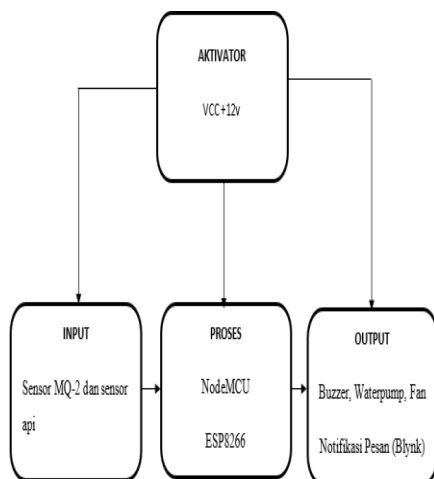 AKTIVATOR
VCC +12v
INPUT
Sensor MQ-2 dan sensor
api
PROSES
NodeMCU
ESP8266
OUTPUT
Buzzer, Waterpump, Fan
Notifikasi Pesan (Blynk)